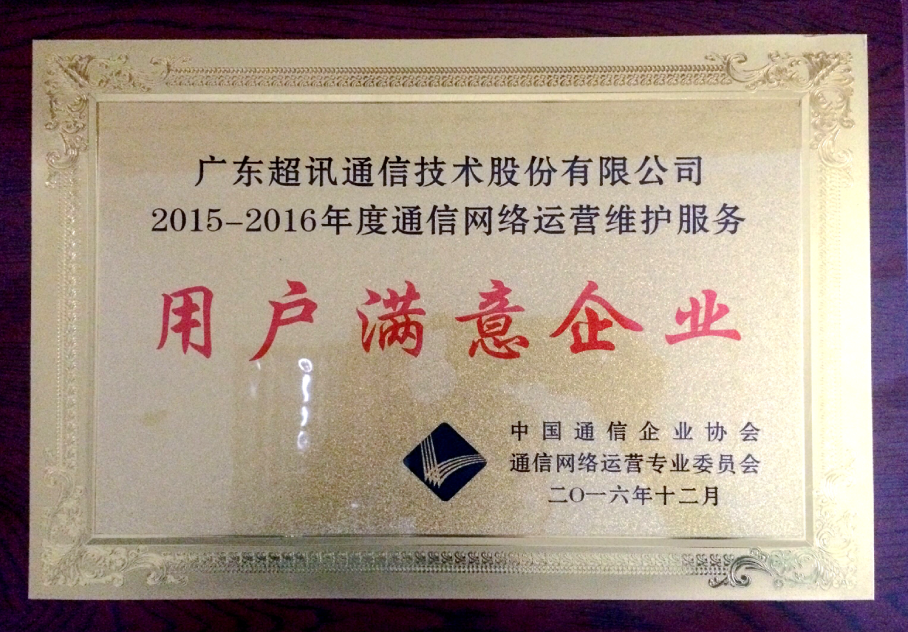 广东超讯通信技术股份有限公司
2015-2016年度通信网络运营维护服务
用户满意企业
中国通信企业协会
通信网络运营专业委员会
二〇一六年十二月